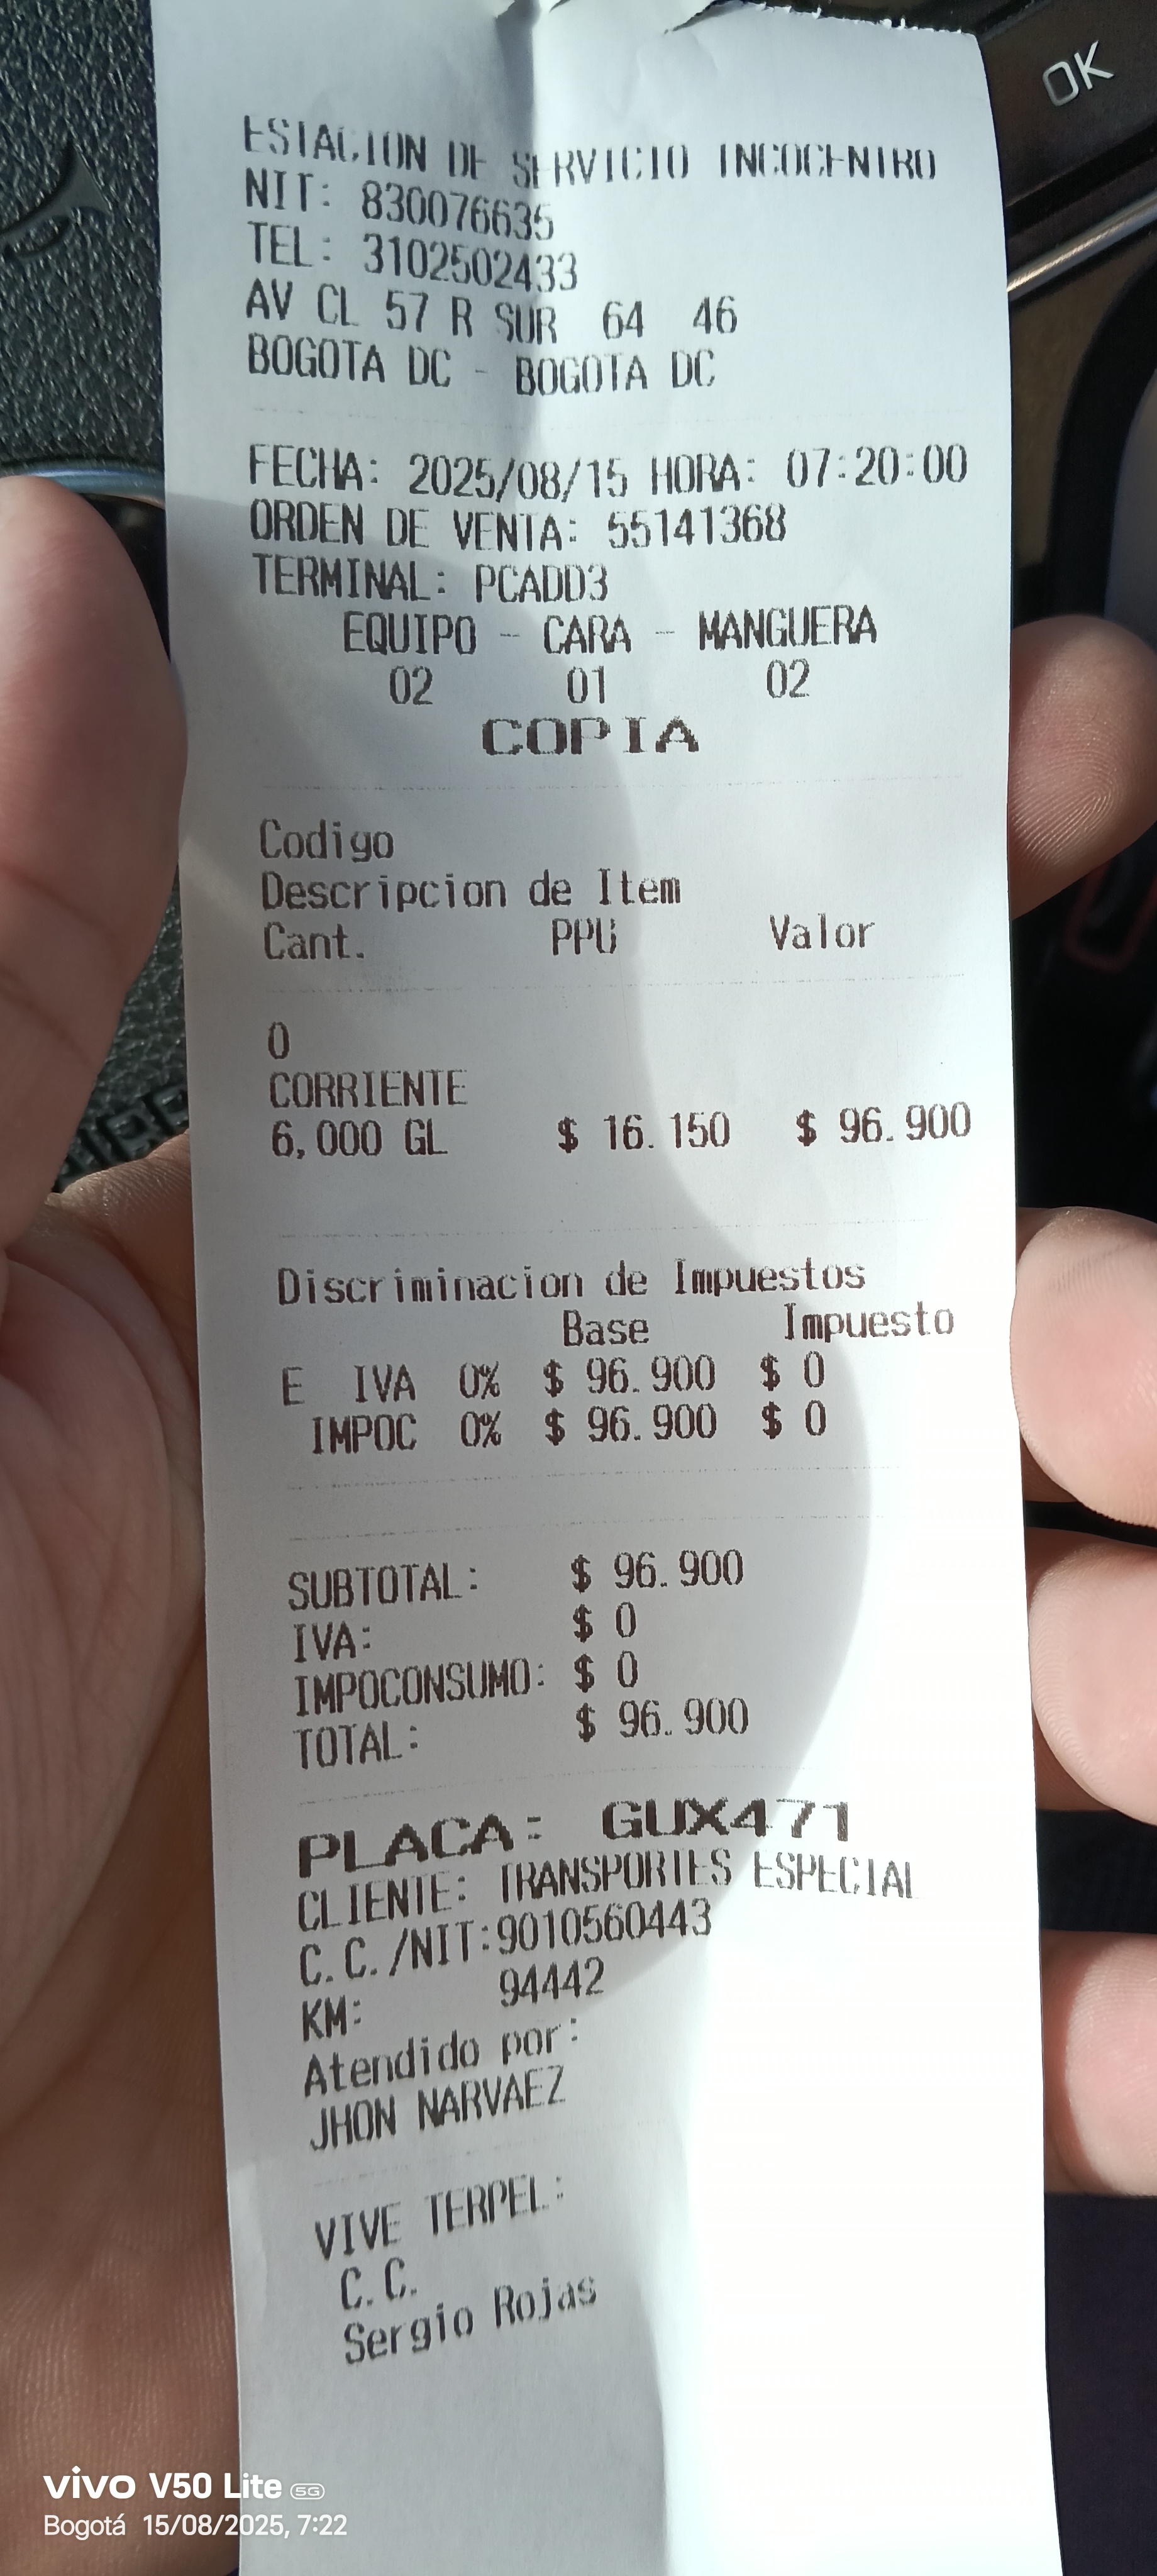 OK
ESTACION DE SERVICIO INCOCENTRO
NIT: 830076635
TEL: 3102502433
AV CL 57 R SUR 64 46
BOGOTA DC - BOGOTA DC
FECHA: 2025/08/15 HORA: 07:20:00
ORDEN DE VENTA: 55141368
TERMINAL: PCADD3
EQUIPO - CARA - MANGUERA
02 01 02
COPIA
Codigo
Descripcion de Item
Cant. PPU Valor
0
CORRIENTE
6,000 GL $ 16.150 $ 96.900
Discriminacion de Impuestos
Base Impuesto
E IVA 0% $ 96.900 $ 0
IMPOC 0% $ 96.900 $ 0
SUBTOTAL: $ 96.900
IVA: $ 0
IMPOCONSUMO: $ 0
TOTAL: $ 96.900
PLACA: GUX471
CLIENTE: TRANSPORTES ESPECIAL
C.C./NIT:9010560443
KM: 94442
Atendido por:
JHON NARVAEZ
VIVE TERPEL:
C.C.
Sergio Rojas
vivo V50 Lite 5G
Bogotá 15/08/2025, 7:22